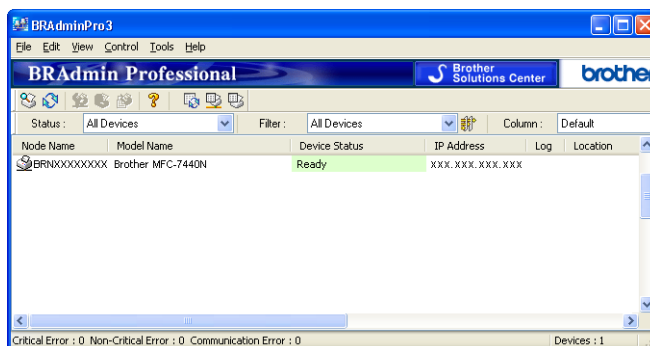 BRAdminPro3
File Edit View Control Tools Help
BRAdmin Professional
Brother
Solutions Center
brother
Status : All Devices Filter : All Devices Column : Default
Node Name Model Name Device Status IP Address Log Location
BRNXXXXXXXX Brother MFC-7440N Ready XXX.XXX.XXX.XXX
Critical Error : 0 Non-Critical Error : 0 Communication Error : 0 Devices : 1